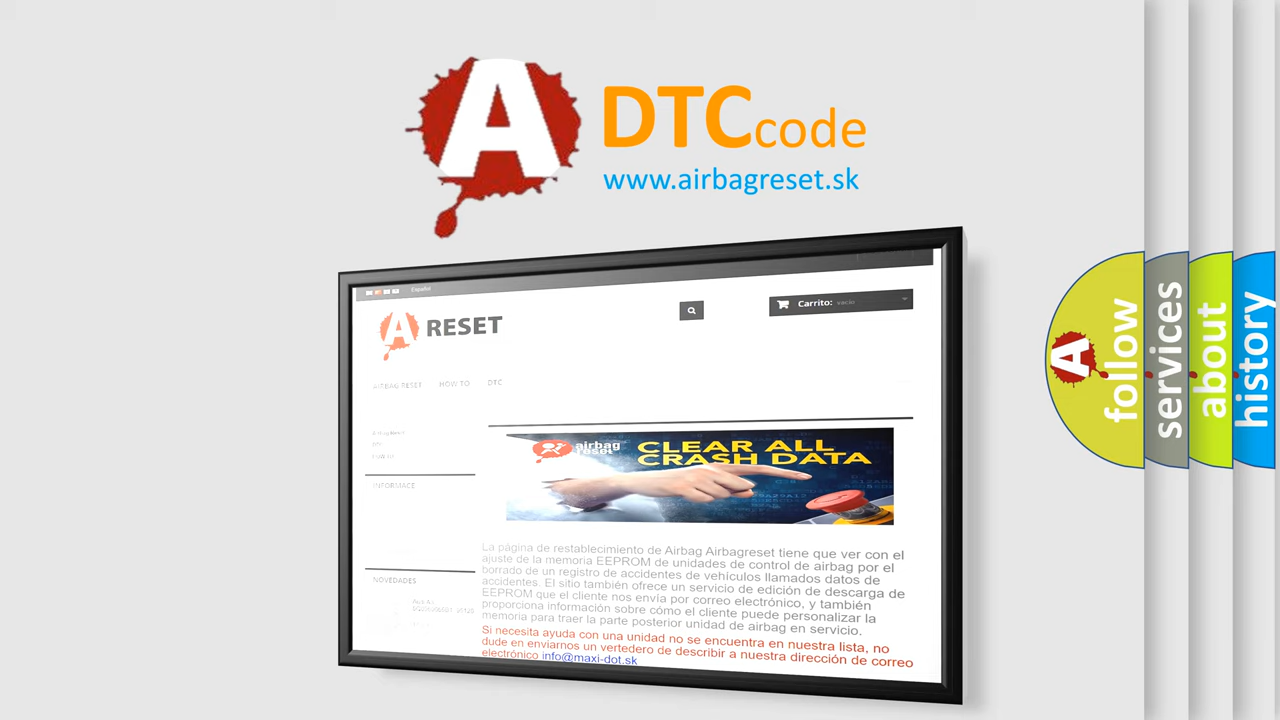 A
DTCcode
www.airbagreset.sk
Español
Carrito: vacío
A RESET
AIRBAG RESET HOW TO DTC
INFORMACE
airbag
reset
CLEAR ALL
CRASH DATA
La página de restablecimiento de Airbag Airbagreset tiene que ver con el
ajuste de la memoria EEPROM de unidades de control de airbag por el
borrado de un registro de accidentes de vehículos llamados datos de
accidentes. El sitio también ofrece un servicio de edición de descarga de
EEPROM que el cliente nos envía por correo electrónico, y también
proporciona información sobre cómo el cliente puede personalizar la
memoria para traer la parte posterior unidad de airbag en servicio.
Si necesita ayuda con una unidad no se encuentra en nuestra lista, no
dude en enviarnos un vertedero de describir a nuestra dirección de correo
electrónico info@maxi-dot.sk
NOVEDADES
A
follow
services
about
history